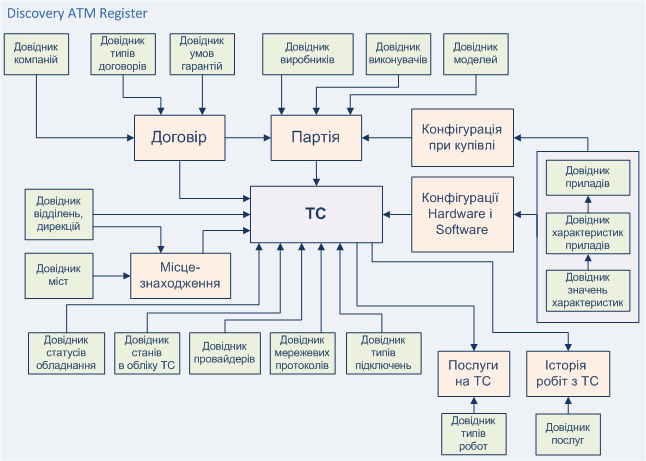 Discovery ATM Register
Довідник
компаній
Довідник
типів
договорів
Довідник
умов
гарантій
Довідник
виробників
Довідник
виконувачів
Довідник
моделей
Договір
Партія
Конфігурація
при купівлі
Довідник
приладів
Довідник
характеристик
приладів
Довідник
значень
характеристик
Довідник
відділень,
дирекцій
ТС
Конфігурації
Hardware і
Software
Довідник
міст
Місце-
знаходження
Довідник
статусів
обладнання
Довідник
станів
в обліку ТС
Довідник
провайдерів
Довідник
мережевих
протоколів
Довідник
типів
підключень
Послуги
на ТС
Історія
робіт з ТС
Довідник
типів
робот
Довідник
послуг